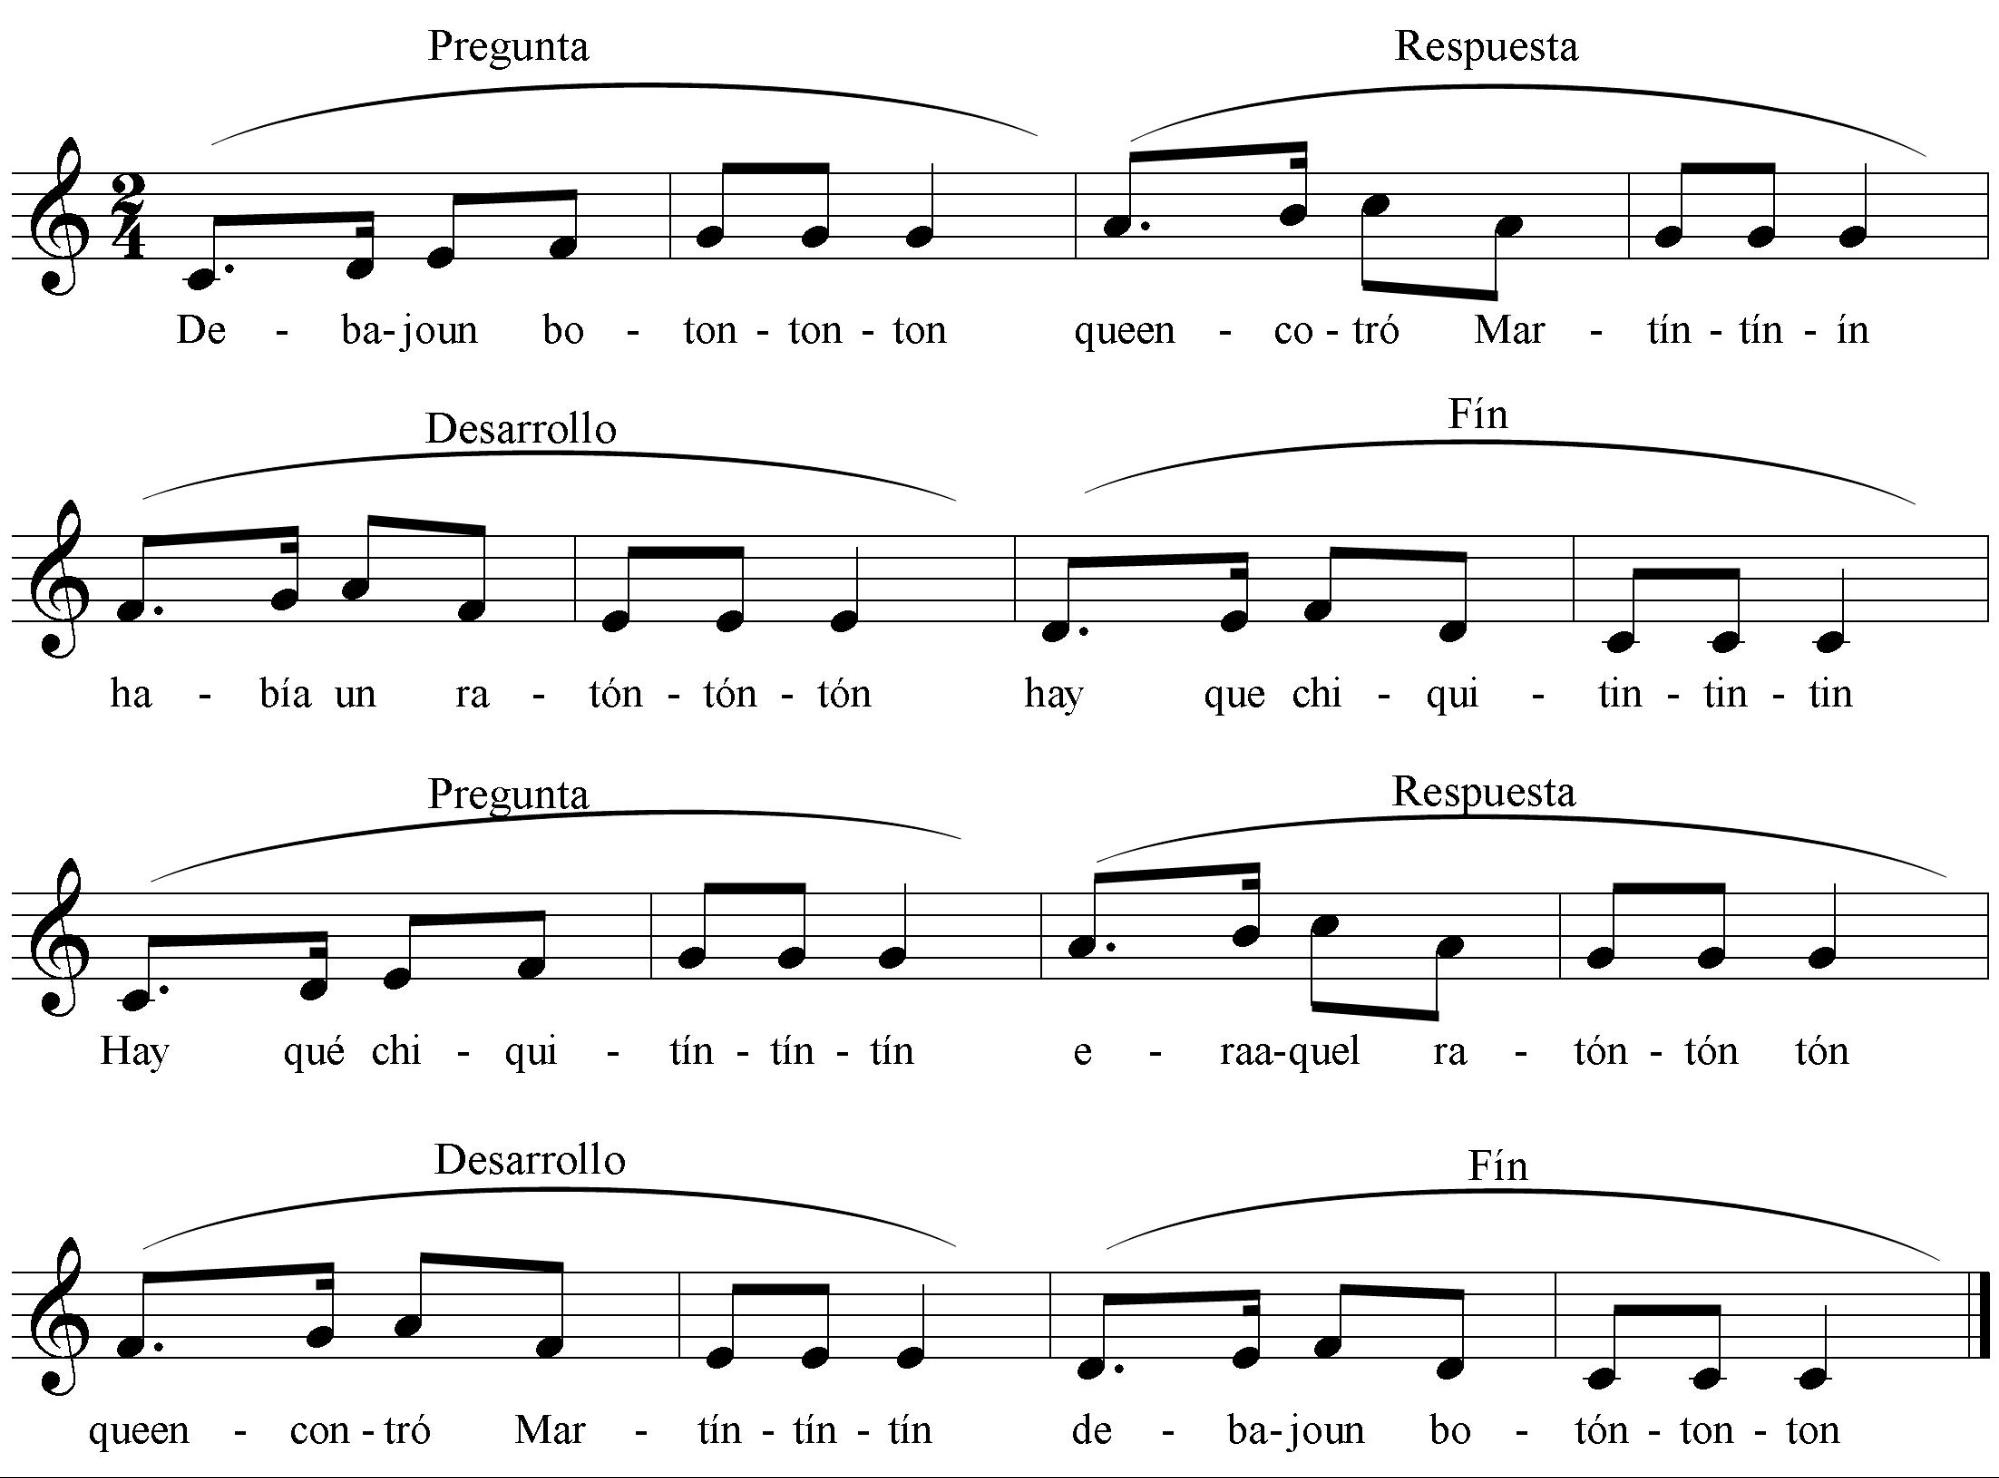 Pregunta Respuesta
2
4
De - ba-joun bo - ton - ton - ton queen - co - tró Mar - tín - tín - ín
Desarrollo Fín
ha - bía un ra - tón - tón - tón hay que chi - qui - tin - tin - tin
Pregunta Respuesta
Hay qué chi - qui - tín - tín - tín e - raa-quel ra - tón - tón tón
Desarrollo Fín
queen - con - tró Mar - tín - tín - tín de - ba-joun bo - tón - ton - ton